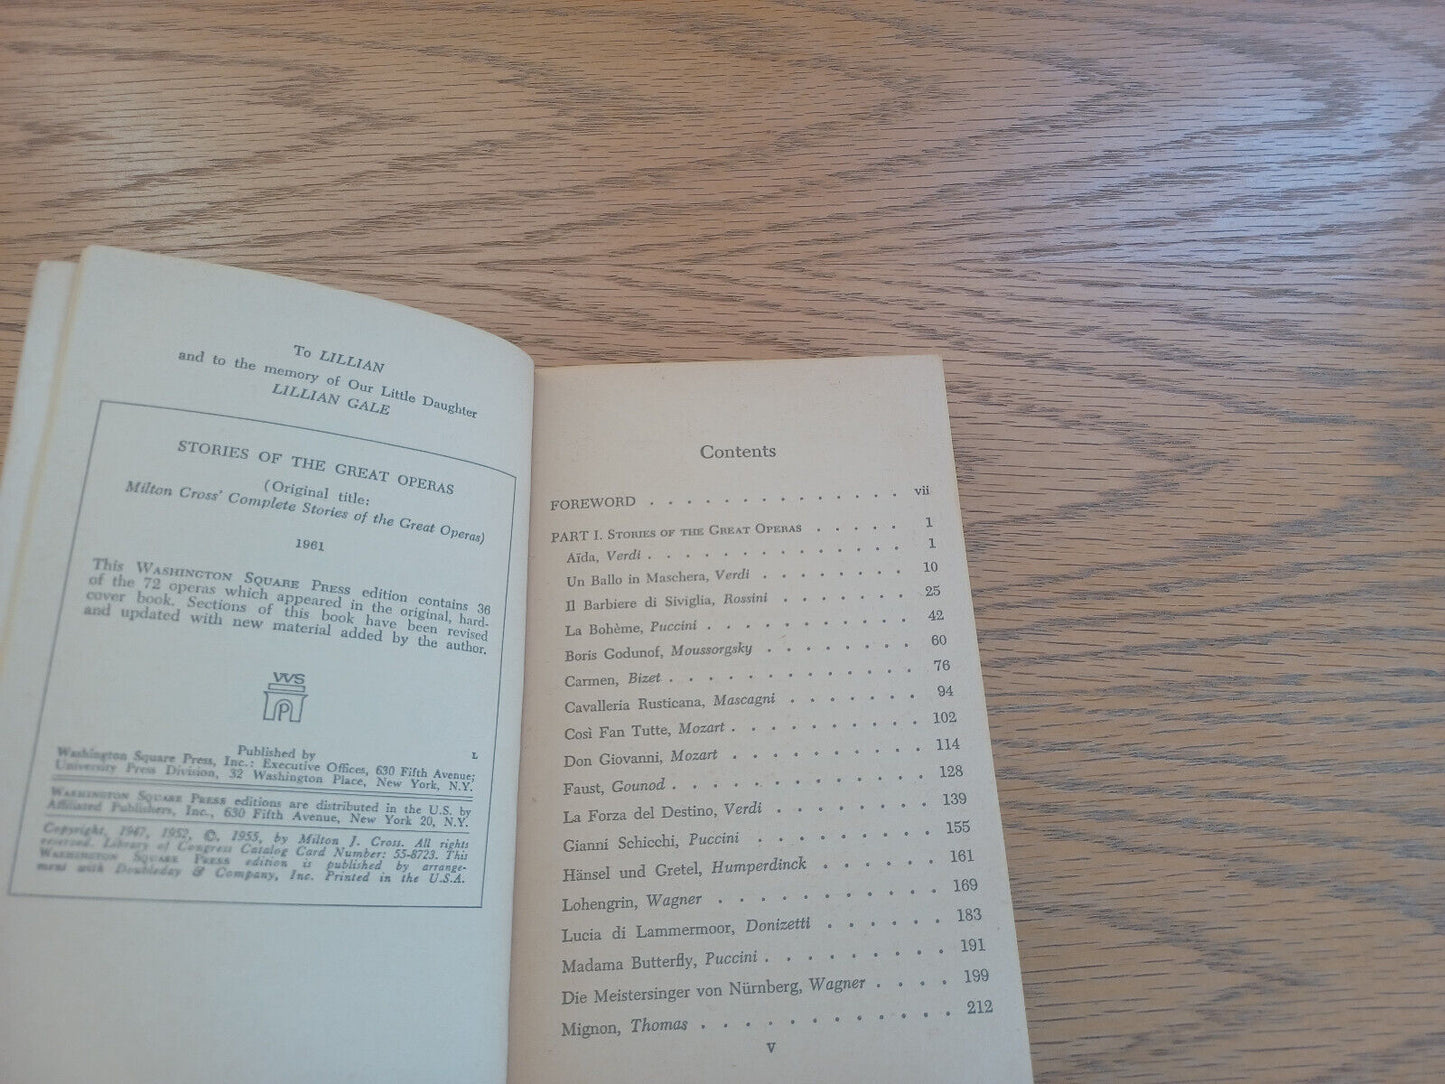 To LILLIAN
and to the memory of Our Little Daughter
LILLIAN GALE
STORIES OF THE GREAT OPERAS
(Original title:
Milton Cross' Complete Stories of the Great Operas)
1961
This WASHINGTON SQUARE PRESS edition contains 36
of the 72 operas which appeared in the original, hard-
cover book. Sections of this book have been revised
and updated with new material added by the author.
WS
P
Published by
L
Washington Square Press, Inc.: Executive Offices, 630 Fifth Avenue;
University Press Division, 32 Washington Place, New York, N.Y.
WASHINGTON SQUARE PRESS editions are distributed in the U.S. by
Affiliated Publishers, Inc., 630 Fifth Avenue, New York 20, N.Y.
Copyright, 1947, 1952, ©, 1955, by Milton J. Cross. All rights
reserved. Library of Congress Catalog Card Number: 55-8723. This
WASHINGTON SQUARE PRESS edition is published by arrange-
ment with Doubleday & Company, Inc. Printed in the U.S.A.
Contents
FOREWORD . . . . . . . . . . . . . . vii
PART I. STORIES OF THE GREAT OPERAS . . . . . 1
Aïda, Verdi . . . . . . . . . . . . . . 1
Un Ballo in Maschera, Verdi . . . . . . . . 10
Il Barbiere di Siviglia, Rossini . . . . . . . 25
La Bohème, Puccini . . . . . . . . . . . 42
Boris Godunof, Moussorgsky . . . . . . . . 60
Carmen, Bizet . . . . . . . . . . . . . 76
Cavalleria Rusticana, Mascagni . . . . . . . 94
Così Fan Tutte, Mozart . . . . . . . . . 102
Don Giovanni, Mozart . . . . . . . . . 114
Faust, Gounod . . . . . . . . . . . . 128
La Forza del Destino, Verdi . . . . . . . 139
Gianni Schicchi, Puccini . . . . . . . . 155
Hänsel und Gretel, Humperdinck . . . . . . 161
Lohengrin, Wagner . . . . . . . . . . 169
Lucia di Lammermoor, Donizetti . . . . . . 183
Madama Butterfly, Puccini . . . . . . . . 191
Die Meistersinger von Nürnberg, Wagner . . . . 199
Mignon, Thomas . . . . . . . . . . . . 212
v